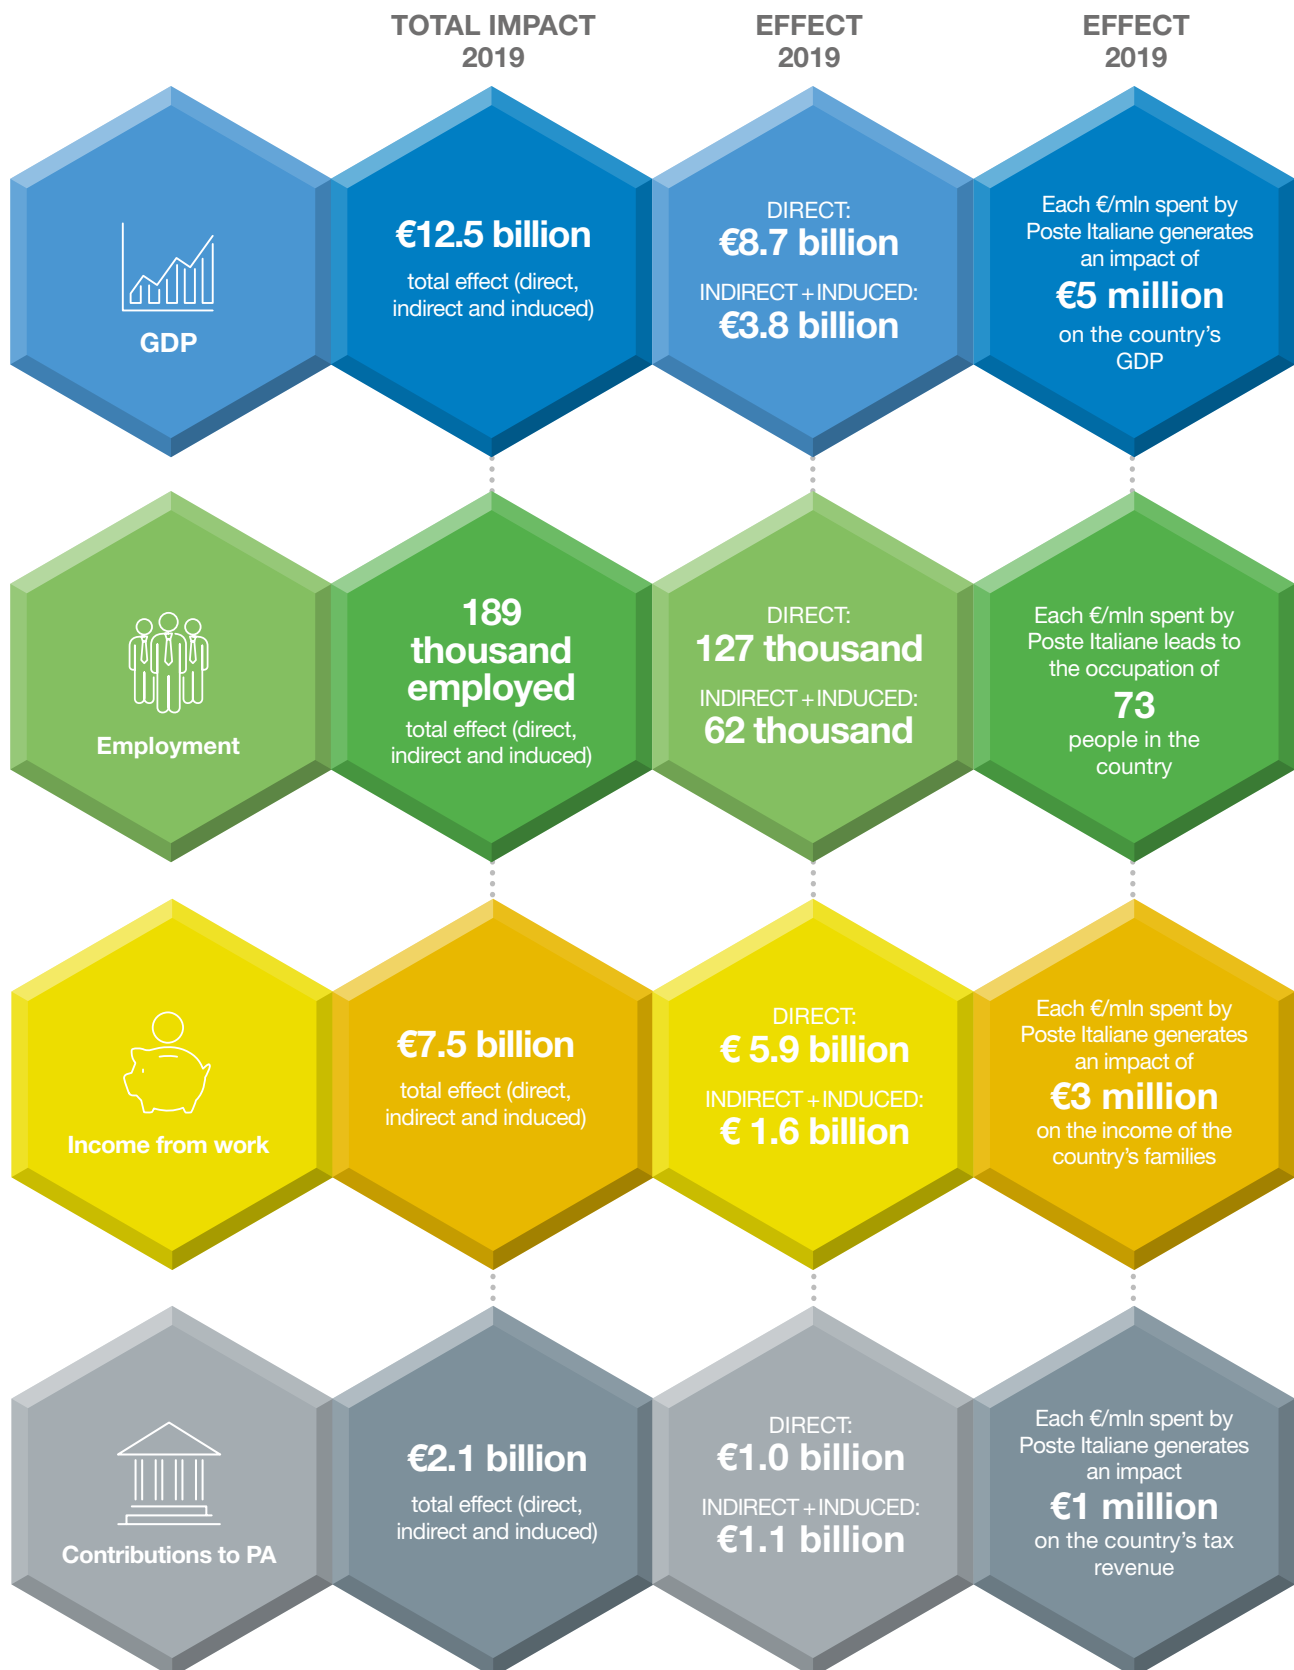 TOTAL IMPACT
2019
EFFECT
2019
EFFECT
2019
GDP
€12.5 billion
total effect (direct,
indirect and induced)
DIRECT:
€8.7 billion
INDIRECT + INDUCED:
€3.8 billion
Each €/mln spent by
Poste Italiane generates
an impact of
€5 million
on the country's
GDP
Employment
189
thousand
employed
total effect (direct,
indirect and induced)
DIRECT:
127 thousand
INDIRECT + INDUCED:
62 thousand
Each €/mln spent by
Poste Italiane leads to
the occupation of
73
people in the
country
Income from work
€7.5 billion
total effect (direct,
indirect and induced)
DIRECT:
€ 5.9 billion
INDIRECT + INDUCED:
€ 1.6 billion
Each €/mln spent by
Poste Italiane generates
an impact of
€3 million
on the income of the
country's families
Contributions to PA
€2.1 billion
total effect (direct,
indirect and induced)
DIRECT:
€1.0 billion
INDIRECT + INDUCED:
€1.1 billion
Each €/mln spent by
Poste Italiane generates
an impact
€1 million
on the country's tax
revenue